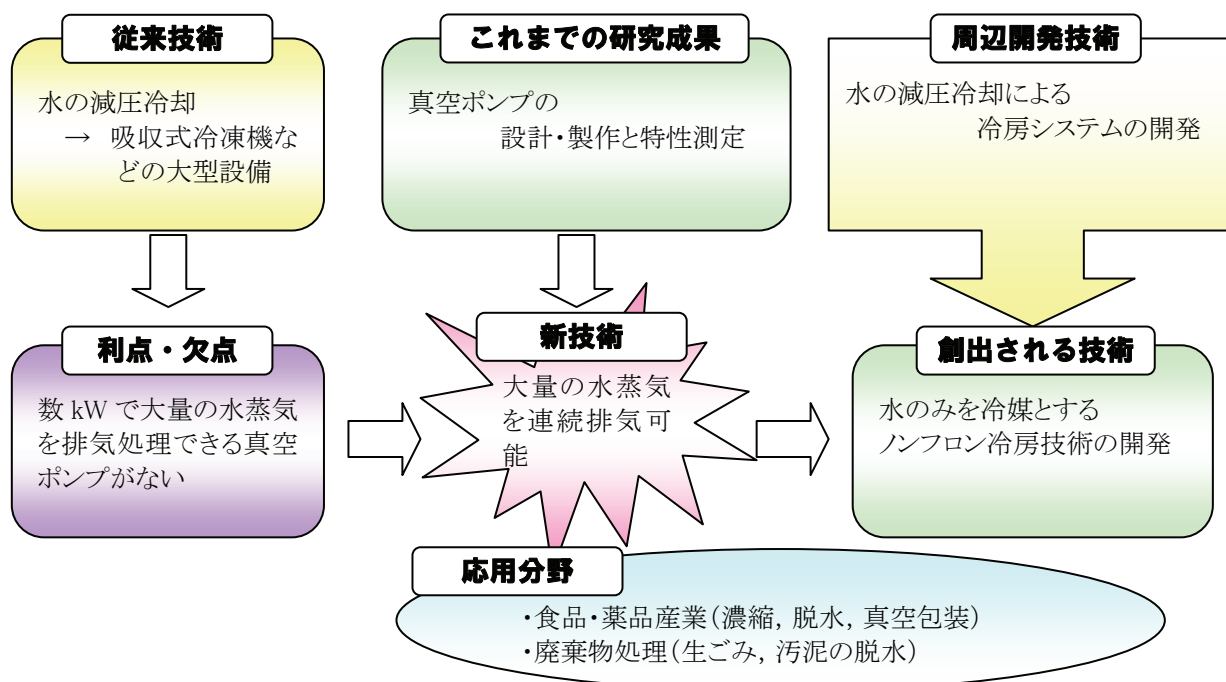 従来技術
水の減圧冷却
→ 吸収式冷凍機な
どの大型設備
これまでの研究成果
真空ポンプの
設計・製作と特性測定
周辺開発技術
水の減圧冷却による
冷房システムの開発
利点・欠点
数 kW で大量の水蒸気
を排気処理できる真空
ポンプがない
新技術
大量の水蒸気
を連続排気可
能
創出される技術
水のみを冷媒とする
ノンフロン冷房技術の開発
応用分野
・食品・薬品産業(濃縮, 脱水, 真空包装)
・廃棄物処理(生ごみ, 汚泥の脱水)